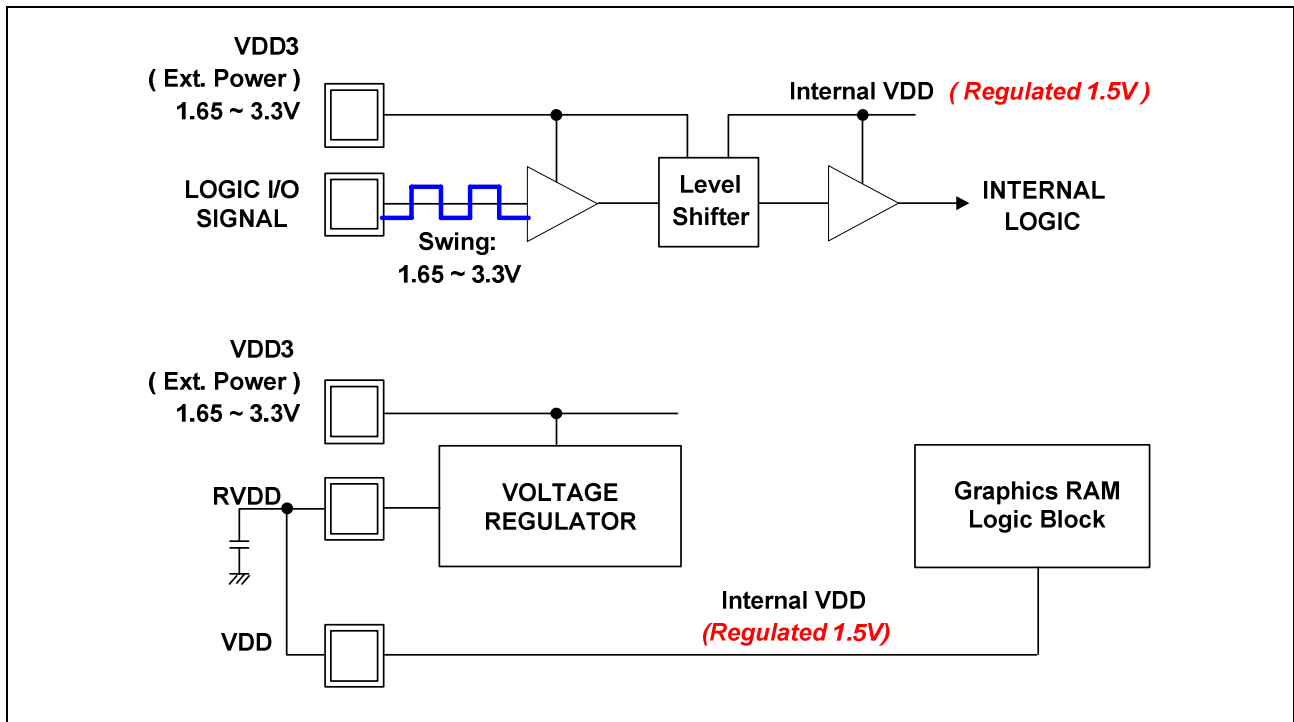 VDD3
( Ext. Power )
1.65 ~ 3.3V
Internal VDD ( Regulated 1.5V )
LOGIC I/O
SIGNAL
Swing:
1.65 ~ 3.3V
Level
Shifter
INTERNAL
LOGIC
VDD3
( Ext. Power )
1.65 ~ 3.3V
RVDD
VOLTAGE
REGULATOR
Graphics RAM
Logic Block
Internal VDD
(Regulated 1.5V)
VDD